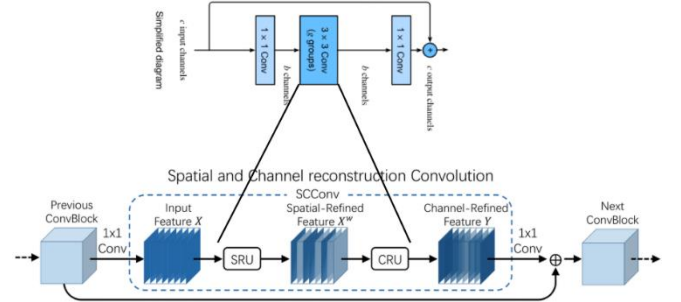 Simplified diagram
c input channels
1 × 1 Conv
b channels
3 × 3 Conv
(g groups)
b channels
1 × 1 Conv
c output channels
+
Spatial and Channel reconstruction Convolution
SCConv
Previous
ConvBlock
1x1
Conv
Input
Feature X
SRU
Spatial-Refined
Feature Xʷ
CRU
Channel-Refined
Feature Y
1x1
Conv
Next
ConvBlock